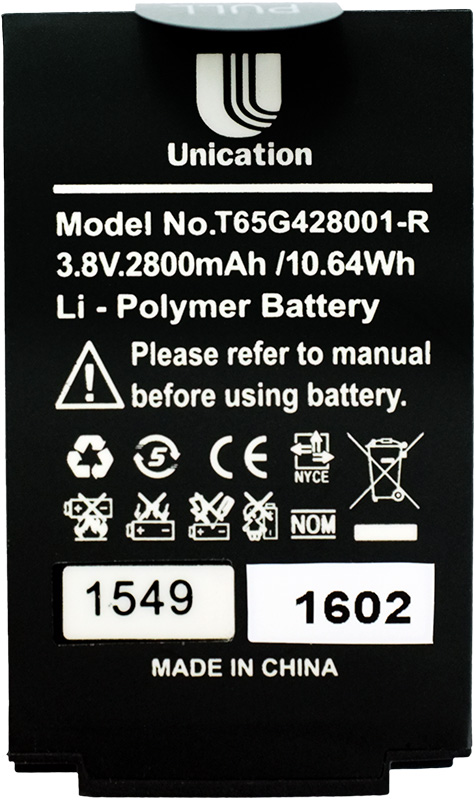 PULL
Unication
Model No.T65G428001-R
3.8V.2800mAh /10.64Wh
Li - Polymer Battery
Please refer to manual
before using battery.
5 CE NYCE
NOM
1549 1602
MADE IN CHINA